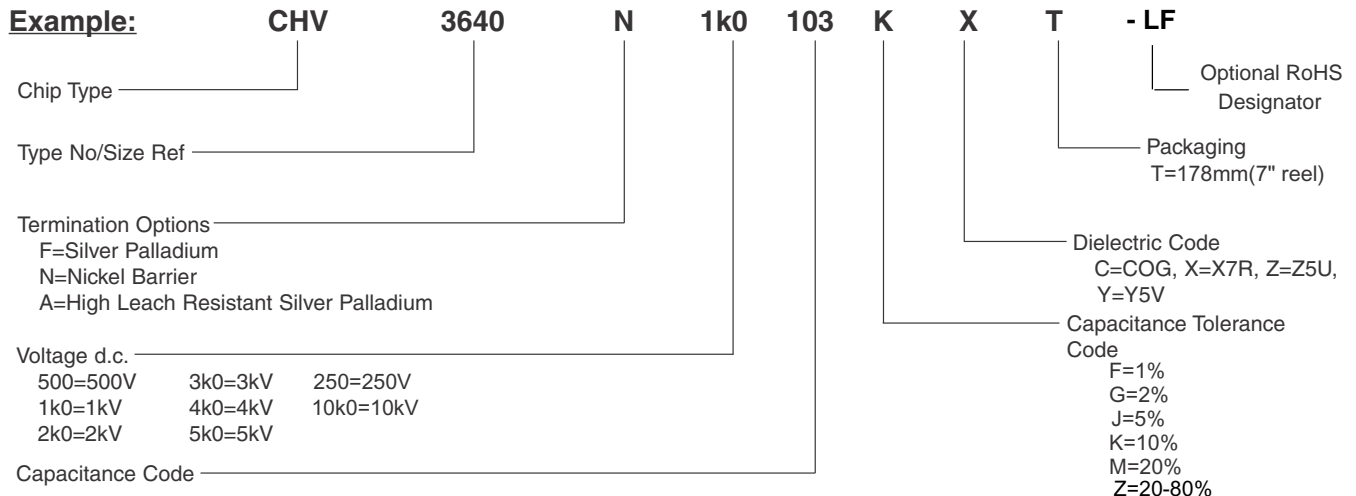 Example: CHV 3640 N 1k0 103 K X T - LF
Chip Type
Optional RoHS
Designator
Type No/Size Ref
Packaging
T=178mm(7" reel)
Termination Options
F=Silver Palladium
N=Nickel Barrier
A=High Leach Resistant Silver Palladium
Dielectric Code
C=COG, X=X7R, Z=Z5U,
Y=Y5V
Voltage d.c.
500=500V 3k0=3kV 250=250V
1k0=1kV 4k0=4kV 10k0=10kV
2k0=2kV 5k0=5kV
Capacitance Tolerance
Code
F=1%
G=2%
J=5%
K=10%
M=20%
Z=20-80%
Capacitance Code